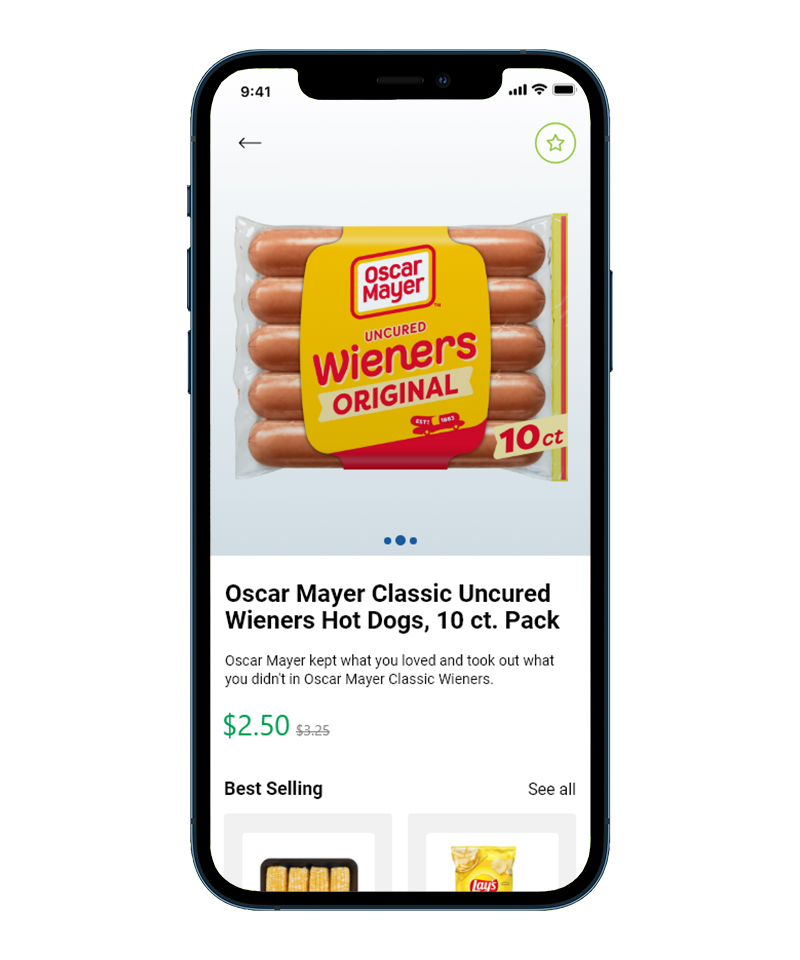 9:41
Oscar
Mayer™
UNCURED
Wieners
ORIGINAL
ESTD 1883
10 ct
Oscar Mayer Classic Uncured
Wieners Hot Dogs, 10 ct. Pack
Oscar Mayer kept what you loved and took out what
you didn't in Oscar Mayer Classic Wieners.
$2.50 $3.25
Best Selling See all
Lay's